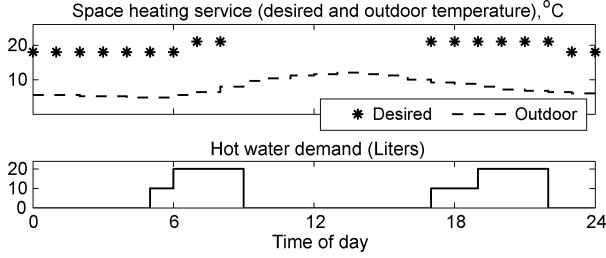 Space heating service (desired and outdoor temperature),°C
20
10
Desired
Outdoor
Hot water demand (Liters)
20
10
0
0 6 12 18 24
Time of day